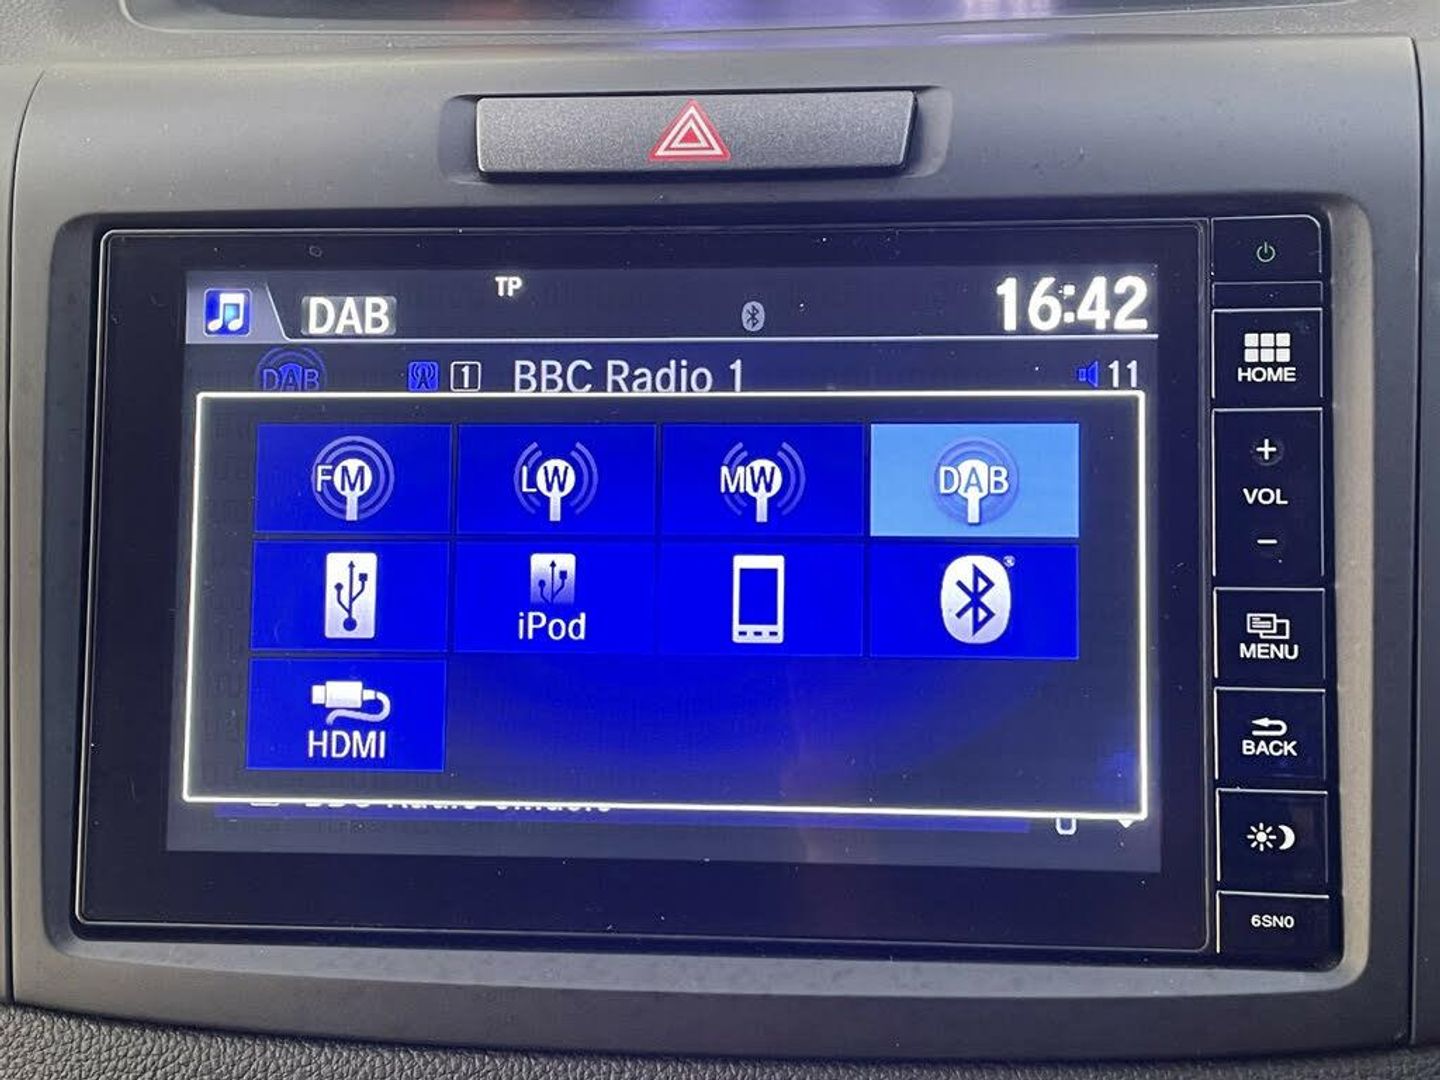 TP
DAB
16:42
DAB
1 BBC Radio 1
11
FM
LW
MW
DAB
iPod
HDMI
HOME
+
VOL
−
MENU
BACK
6SN0